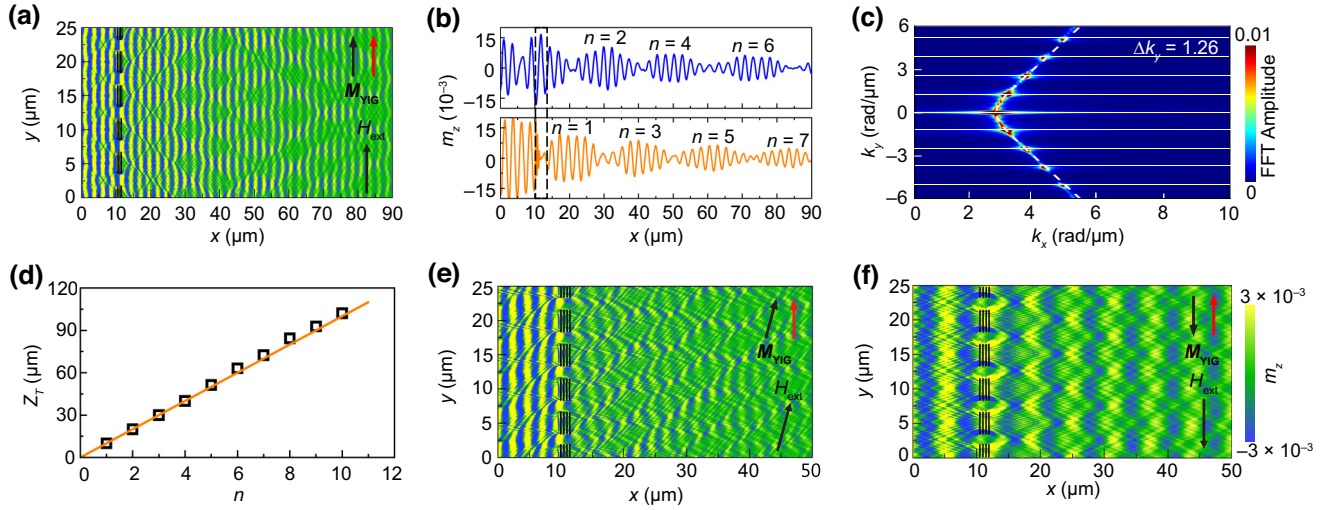 (a)
25
20
15
10
5
0
y (μm)
0 10 20 30 40 50 60 70 80 90
x (μm)
M_YIG
H_ext
(b)
15
0
−15
n = 2 n = 4 n = 6
15
0
−15
n = 1 n = 3 n = 5 n = 7
m_z (10⁻³)
0 10 20 30 40 50 60 70 80 90
x (μm)
(c)
6
3
0
−3
−6
k_y (rad/μm)
0 2 4 6 8 10
k_x (rad/μm)
Δk_y = 1.26
0.01
0
FFT Amplitude
(d)
120
90
60
30
0
Z_T (μm)
0 2 4 6 8 10 12
n
(e)
25
20
15
10
5
0
y (μm)
0 10 20 30 40 50
x (μm)
M_YIG
H_ext
(f)
25
20
15
10
5
0
y (μm)
0 10 20 30 40 50
x (μm)
M_YIG
H_ext
3 × 10⁻³
−3 × 10⁻³
m_z